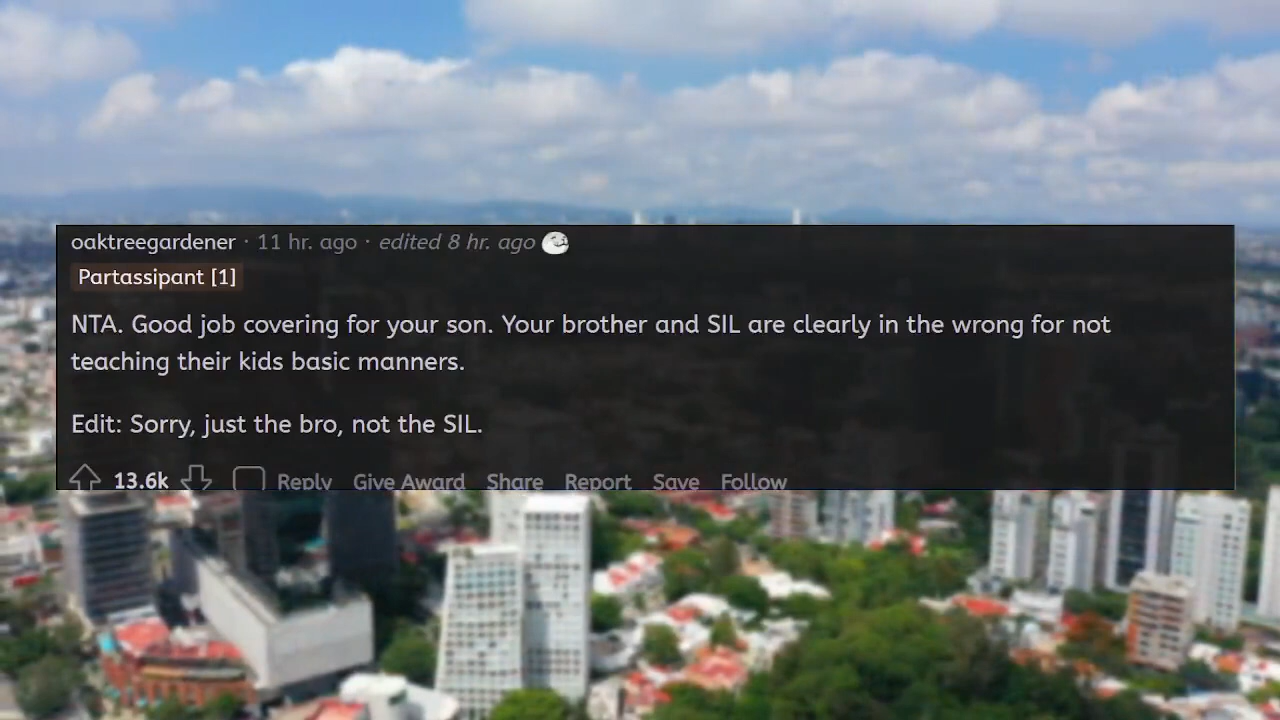 oaktreegardener · 11 hr. ago · edited 8 hr. ago
Partassipant [1]
NTA. Good job covering for your son. Your brother and SIL are clearly in the wrong for not
teaching their kids basic manners.
Edit: Sorry, just the bro, not the SIL.
13.6k Reply Give Award Share Report Save Follow